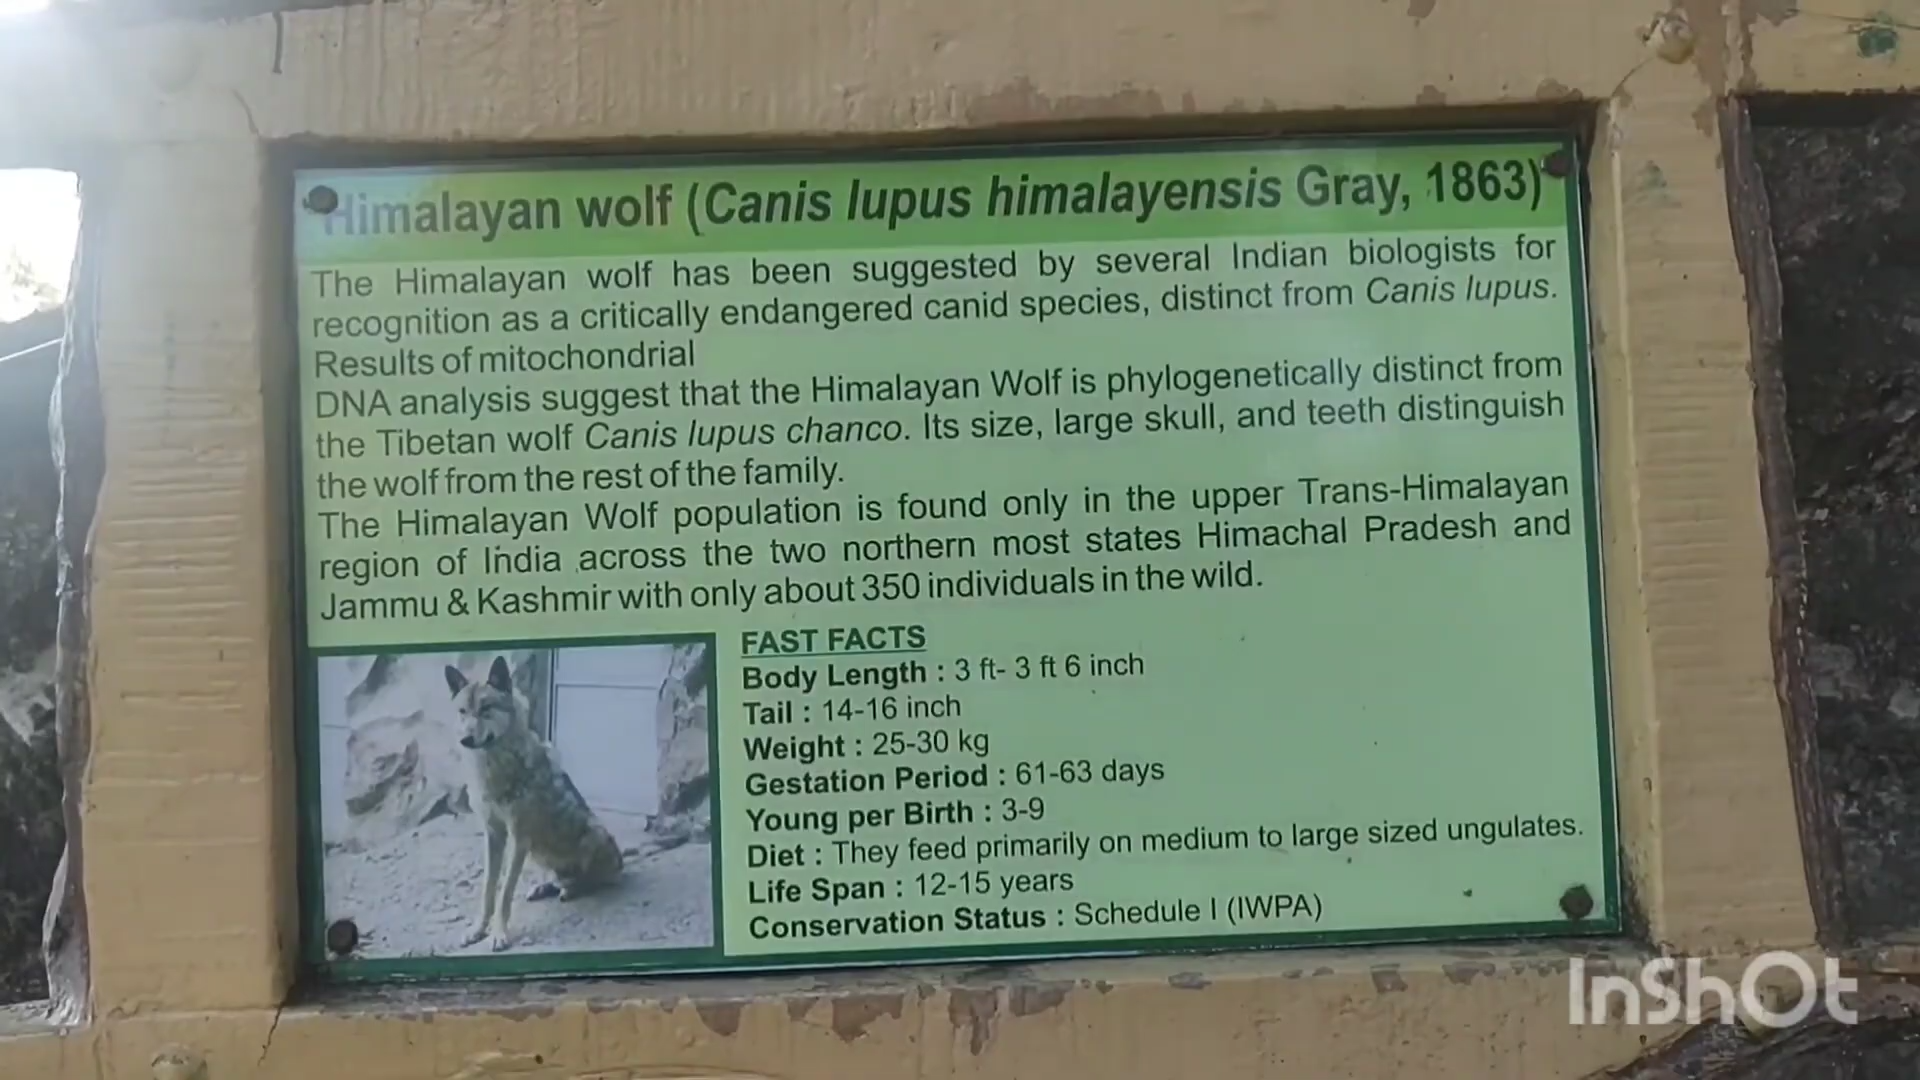 Himalayan wolf (Canis lupus himalayensis Gray, 1863)
The Himalayan wolf has been suggested by several Indian biologists for
recognition as a critically endangered canid species, distinct from Canis lupus.
Results of mitochondrial
DNA analysis suggest that the Himalayan Wolf is phylogenetically distinct from
the Tibetan wolf Canis lupus chanco. Its size, large skull, and teeth distinguish
the wolf from the rest of the family.
The Himalayan Wolf population is found only in the upper Trans-Himalayan
region of India across the two northern most states Himachal Pradesh and
Jammu & Kashmir with only about 350 individuals in the wild.
FAST FACTS
Body Length : 3 ft- 3 ft 6 inch
Tail : 14-16 inch
Weight : 25-30 kg
Gestation Period : 61-63 days
Young per Birth : 3-9
Diet : They feed primarily on medium to large sized ungulates.
Life Span : 12-15 years
Conservation Status : Schedule I (IWPA)
InShOt